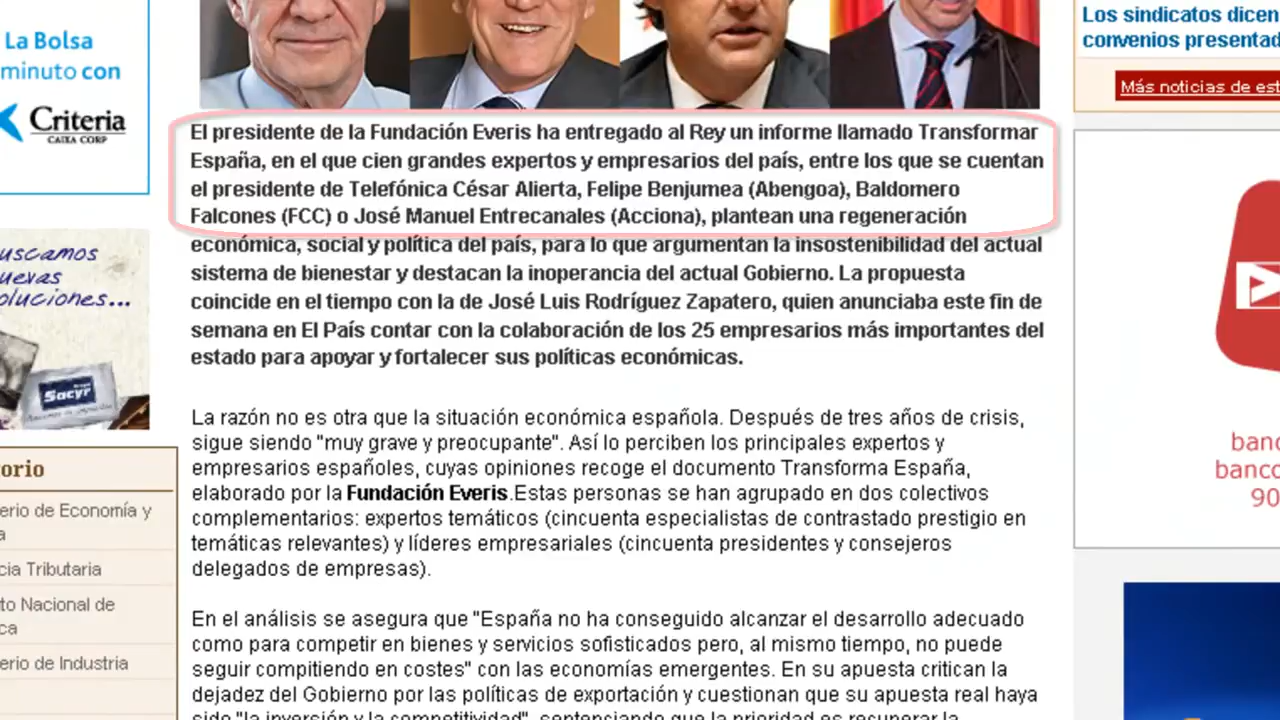 La Bolsa
minuto con
Criteria
CAIXA CORP
Los sindicatos dicen
convenios presentad
Más noticias de est
El presidente de la Fundación Everis ha entregado al Rey un informe llamado Transformar
España, en el que cien grandes expertos y empresarios del país, entre los que se cuentan
el presidente de Telefónica César Alierta, Felipe Benjumea (Abengoa), Baldomero
Falcones (FCC) o José Manuel Entrecanales (Acciona), plantean una regeneración
económica, social y política del país, para lo que argumentan la insostenibilidad del actual
sistema de bienestar y destacan la inoperancia del actual Gobierno. La propuesta
coincide en el tiempo con la de José Luis Rodríguez Zapatero, quien anunciaba este fin de
semana en El País contar con la colaboración de los 25 empresarios más importantes del
estado para apoyar y fortalecer sus políticas económicas.
uscamos
uevas
oluciones...
Sacyr
La razón no es otra que la situación económica española. Después de tres años de crisis,
sigue siendo "muy grave y preocupante". Así lo perciben los principales expertos y
empresarios españoles, cuyas opiniones recoge el documento Transforma España,
elaborado por la Fundación Everis.Estas personas se han agrupado en dos colectivos
complementarios: expertos temáticos (cincuenta especialistas de contrastado prestigio en
temáticas relevantes) y líderes empresariales (cincuenta presidentes y consejeros
delegados de empresas).
En el análisis se asegura que "España no ha conseguido alcanzar el desarrollo adecuado
como para competir en bienes y servicios sofisticados pero, al mismo tiempo, no puede
seguir compitiendo en costes" con las economías emergentes. En su apuesta critican la
dejadez del Gobierno por las políticas de exportación y cuestionan que su apuesta real haya
sido "la inversión y la competitividad", sentenciando que la prioridad es recuperar la
orio
erio de Economía y
a
cia Tributaria
to Nacional de
ca
erio de Industria
banc
banco
90